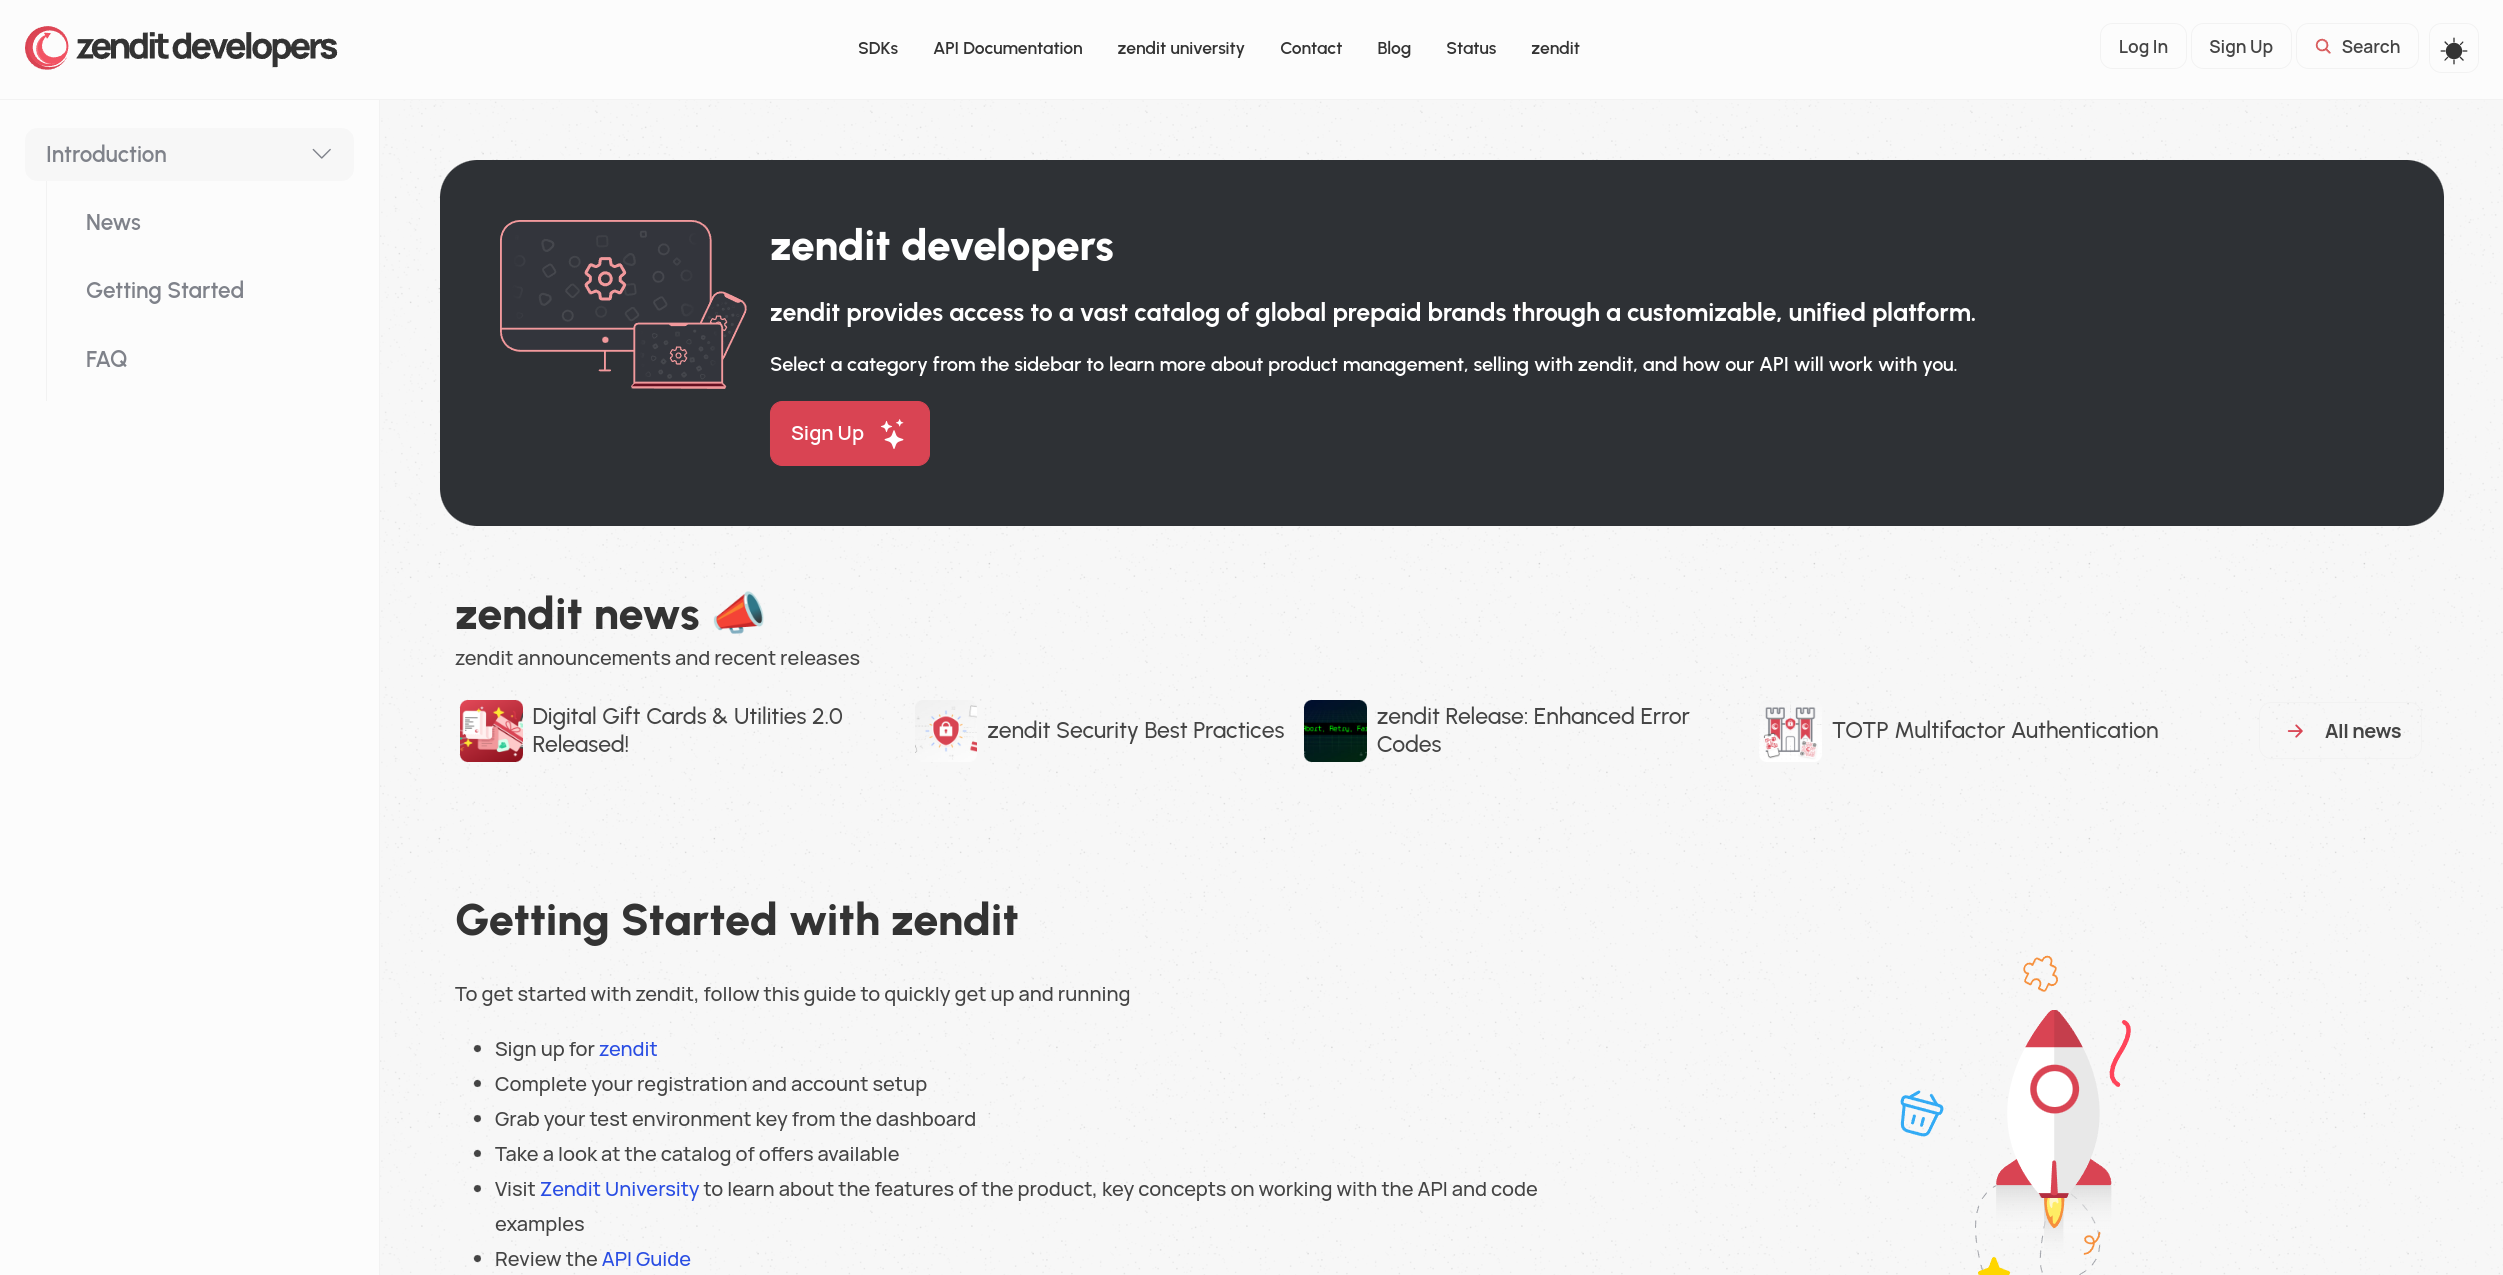 zendit developers
SDKs
API Documentation
zendit university
Contact
Blog
Status
zendit
Log In
Sign Up
Search
Introduction
News
Getting Started
FAQ
zendit developers
zendit provides access to a vast catalog of global prepaid brands through a customizable, unified platform.
Select a category from the sidebar to learn more about product management, selling with zendit, and how our API will work with you.
Sign Up
zendit news
zendit announcements and recent releases
Digital Gift Cards & Utilities 2.0
Released!
zendit Security Best Practices
zendit Release: Enhanced Error
Codes
TOTP Multifactor Authentication
All news
Getting Started with zendit
To get started with zendit, follow this guide to quickly get up and running
Sign up for zendit
Complete your registration and account setup
Grab your test environment key from the dashboard
Take a look at the catalog of offers available
Visit Zendit University to learn about the features of the product, key concepts on working with the API and code
examples
Review the API Guide